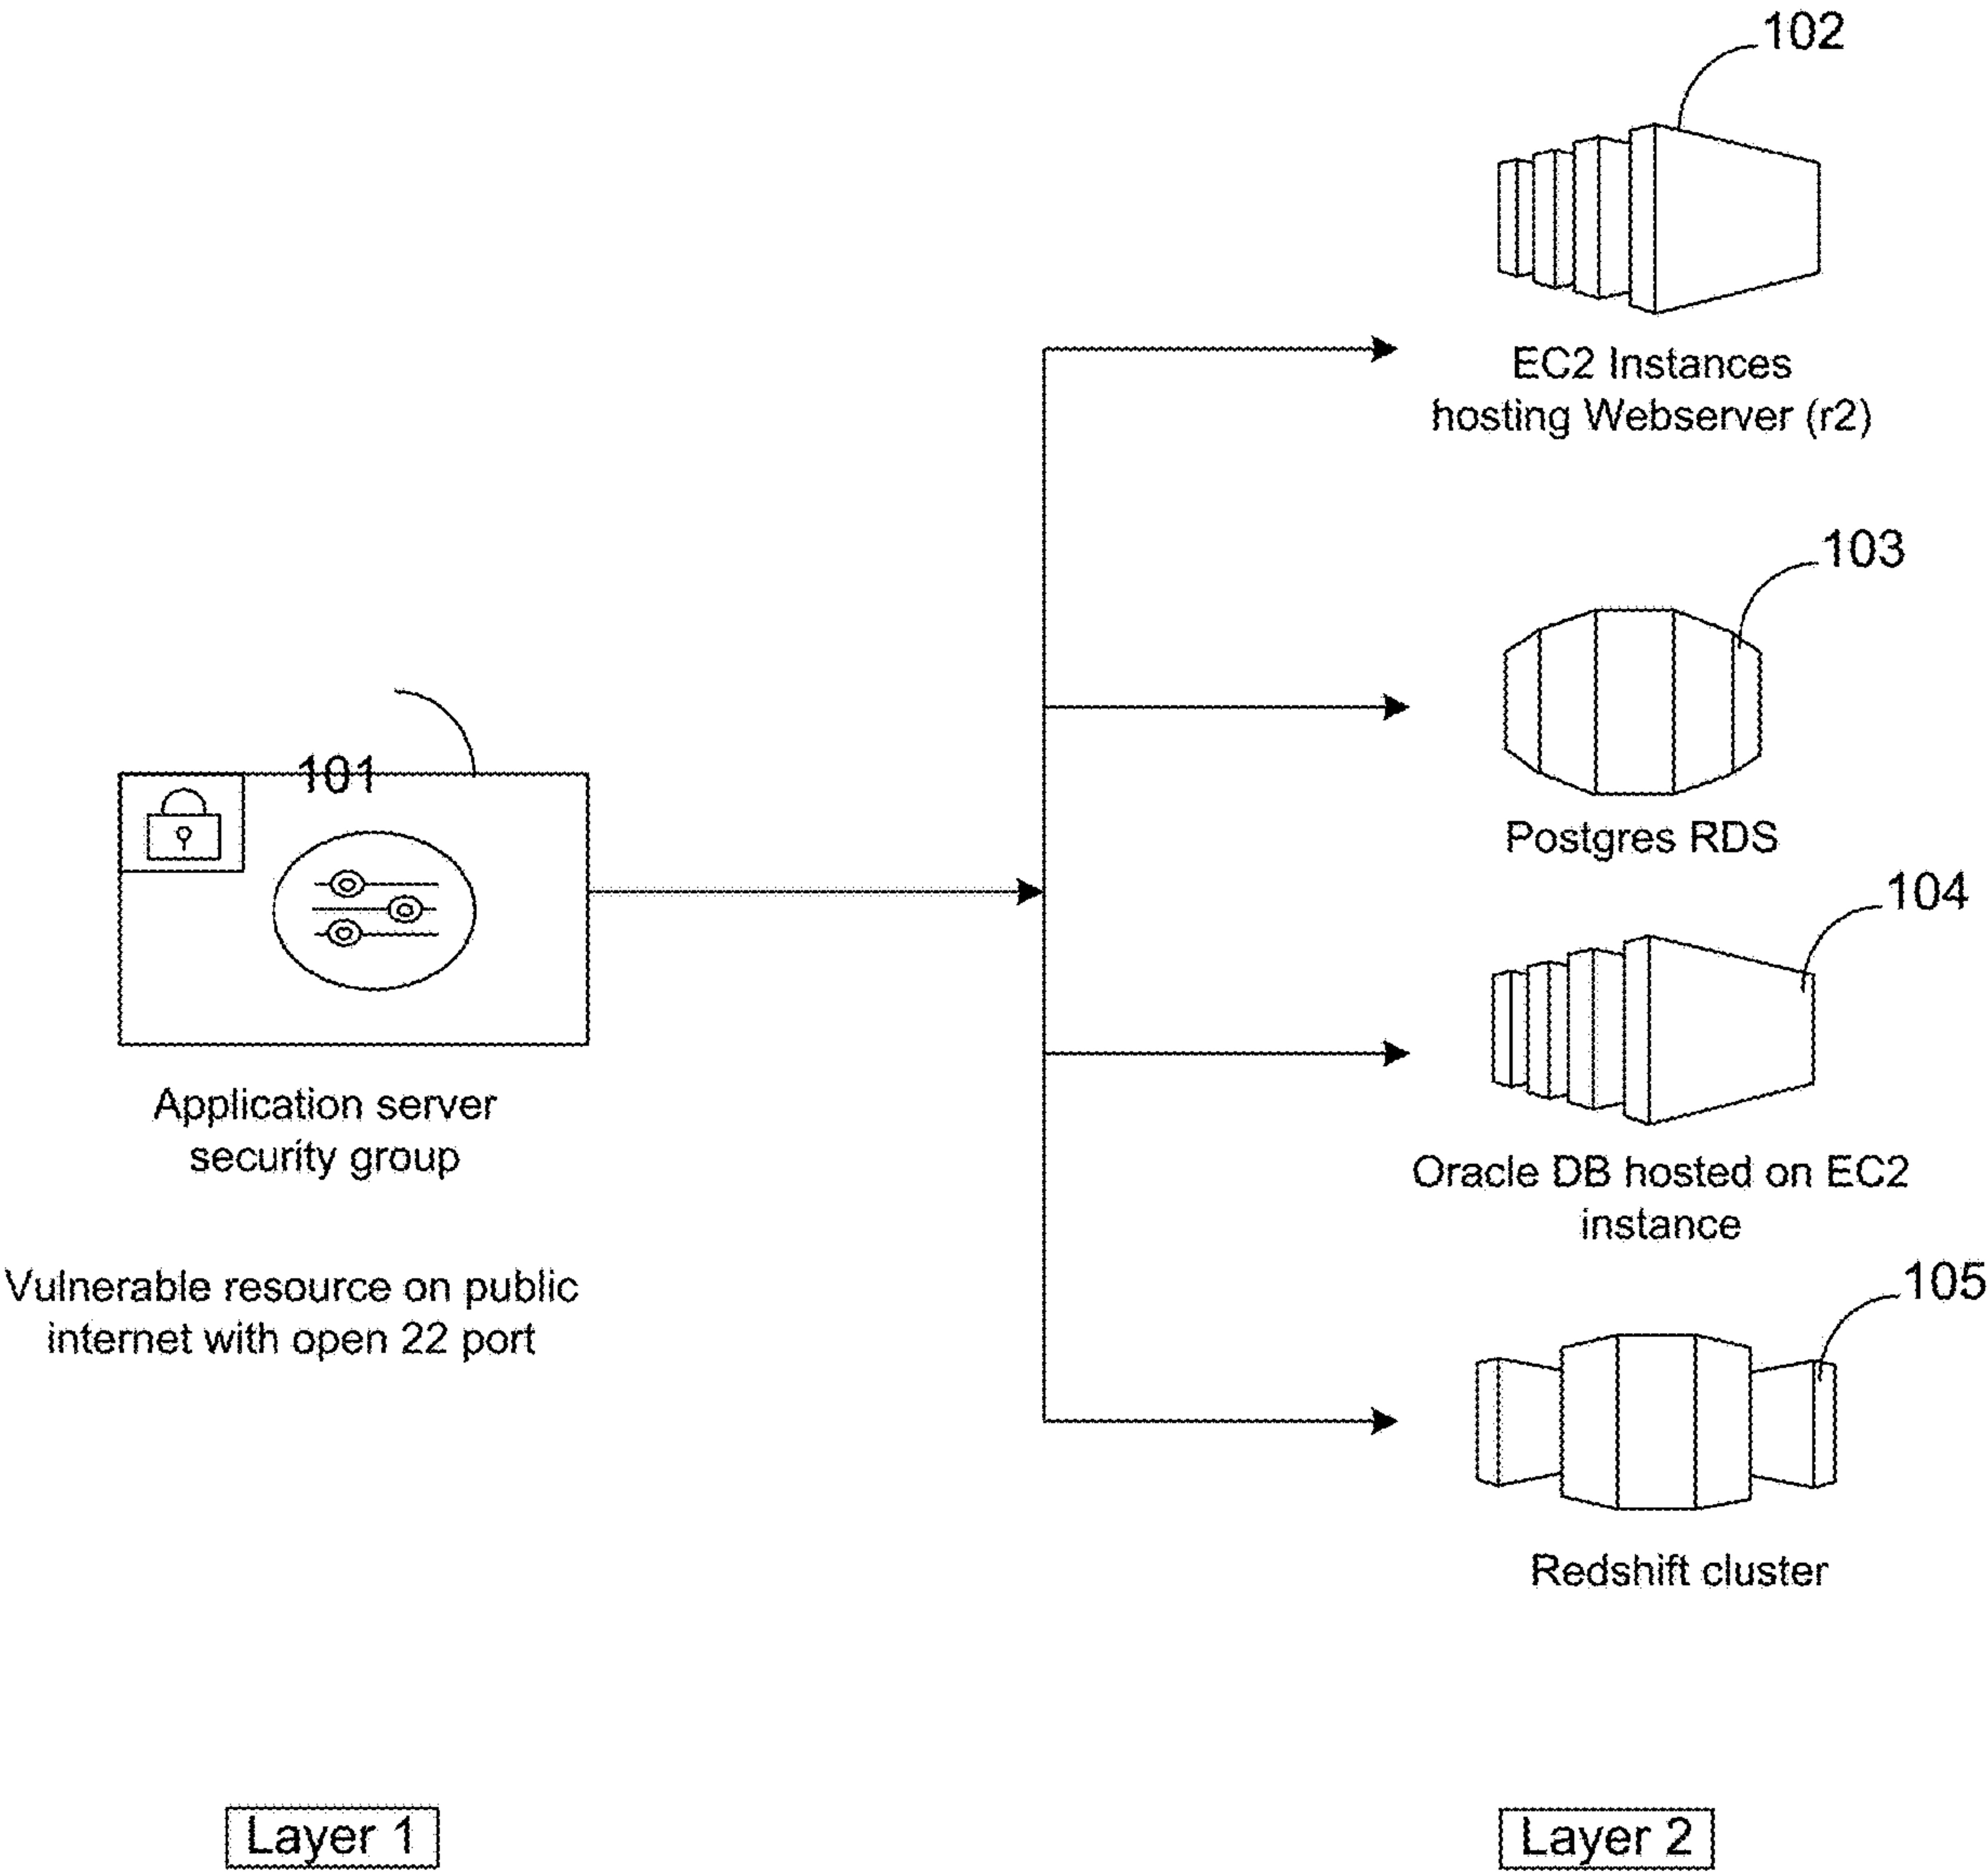 102
EC2 Instances
hosting Webserver (r2)
103
Postgres RDS
101
Application server
security group
Vulnerable resource on public
internet with open 22 port
104
Oracle DB hosted on EC2
instance
105
Redshift cluster
Layer 1
Layer 2